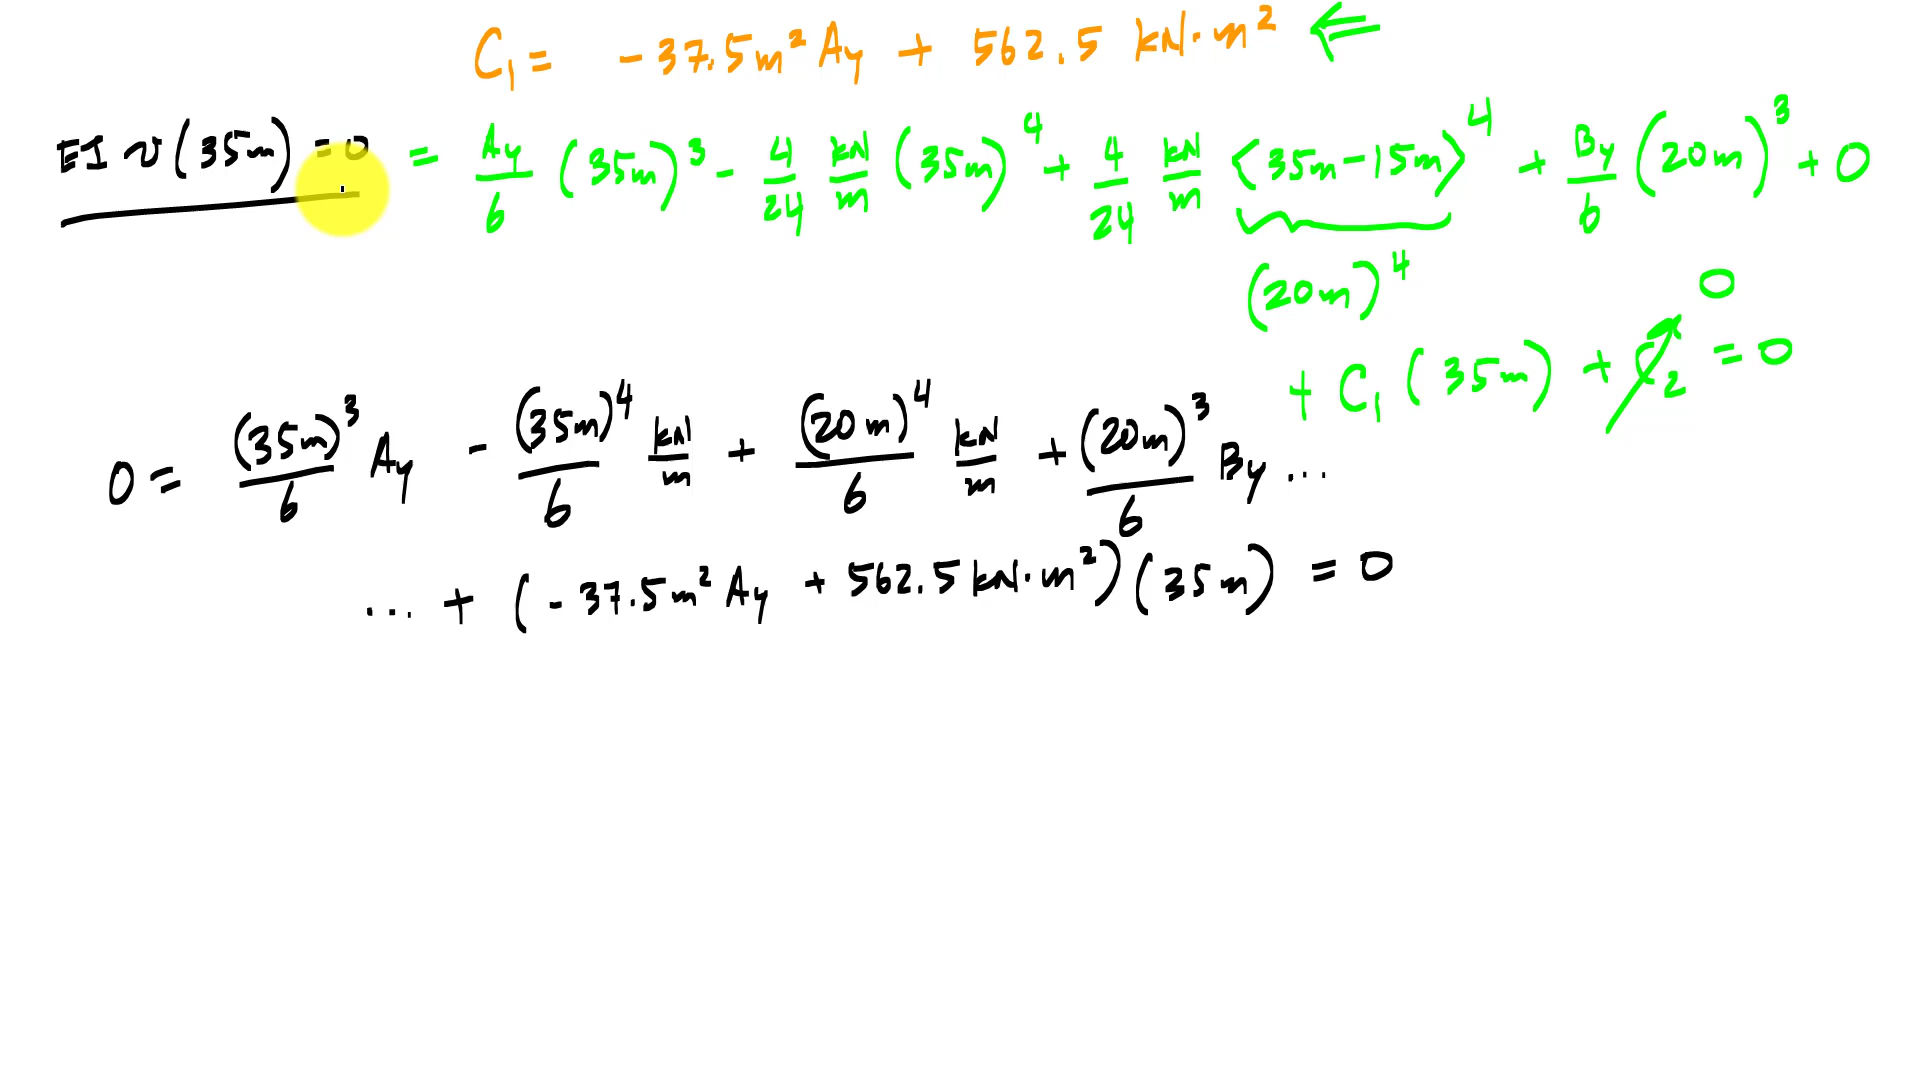 C₁ = -37.5m² Ay + 562.5 kN·m² ⇐
EI v(35m) = 0 = Ay/6 (35m)³ - 4/24 kN/m (35m)⁴ + 4/24 kN/m <35m-15m>⁴ + By/6 (20m)³ + 0
(20m)⁴
+ C₁ (35m) + C₂ = 0
0
0 = (35m)³/6 Ay - (35m)⁴/6 kN/m + (20m)⁴/6 kN/m + (20m)³/6 By ...
... + (-37.5m² Ay + 562.5kN·m²)(35m) = 0